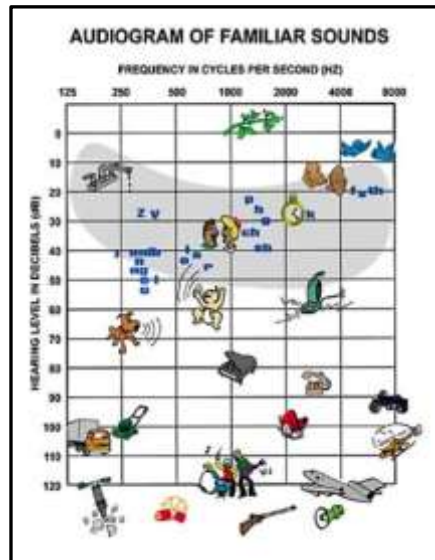 AUDIOGRAM OF FAMILIAR SOUNDS
FREQUENCY IN CYCLES PER SECOND (HZ)
125 250 500 1000 2000 4000 8000
HEARING LEVEL IN DECIBELS (dB)
0
10
20
30
40
50
60
70
80
90
100
110
120
z v
p
h
g
k
f s th
ch
sh
j mdb
n
ng
e l
u
i a
o r